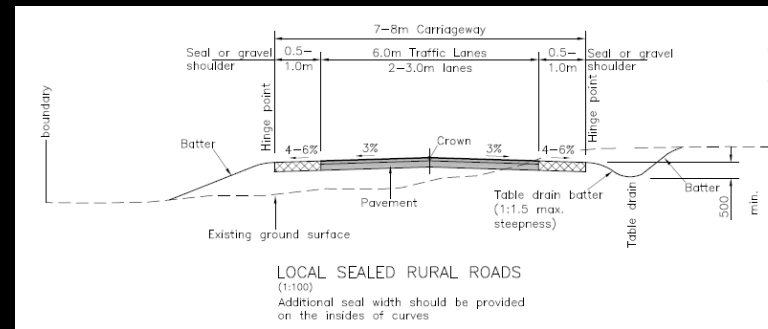 7-8m Carriageway
Seal or gravel
shoulder
0.5-
1.0m
6.0m Traffic Lanes
2-3.0m lanes
0.5-
1.0m
Seal or gravel
shoulder
boundary
Hinge point
Hinge point
Batter
4-6%
3%
Crown
3%
4-6%
Pavement
Table drain batter
(1:1.5 max.
steepness)
Table drain
Batter
500
min.
Existing ground surface
LOCAL SEALED RURAL ROADS
(1:100)
Additional seal width should be provided
on the insides of curves